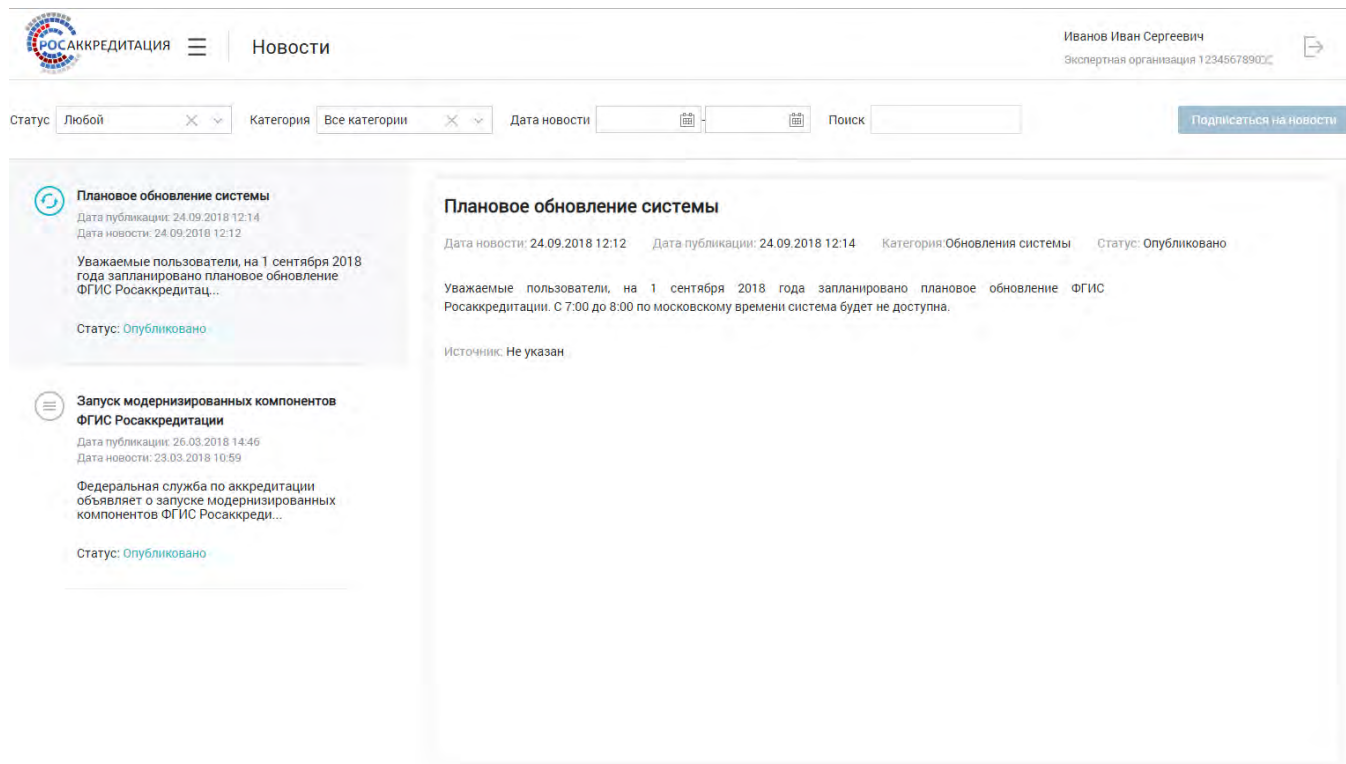 РОСАККРЕДИТАЦИЯ
Новости
Иванов Иван Сергеевич
Экспертная организация 1234567890
Статус Любой Категория Все категории Дата новости - Поиск Подписаться на новости
Плановое обновление системы
Дата публикации: 24.09.2018 12:14
Дата новости: 24.09.2018 12:12
Уважаемые пользователи, на 1 сентября 2018
года запланировано плановое обновление
ФГИС Росаккредитац...
Статус: Опубликовано
Запуск модернизированных компонентов
ФГИС Росаккредитации
Дата публикации: 26.03.2018 14:46
Дата новости: 23.03.2018 10:59
Федеральная служба по аккредитации
объявляет о запуске модернизированных
компонентов ФГИС Росаккреди...
Статус: Опубликовано
Плановое обновление системы
Дата новости: 24.09.2018 12:12 Дата публикации: 24.09.2018 12:14 Категория:Обновления системы Статус: Опубликовано
Уважаемые пользователи, на 1 сентября 2018 года запланировано плановое обновление ФГИС
Росаккредитации. С 7:00 до 8:00 по московскому времени система будет не доступна.
Источник: Не указан